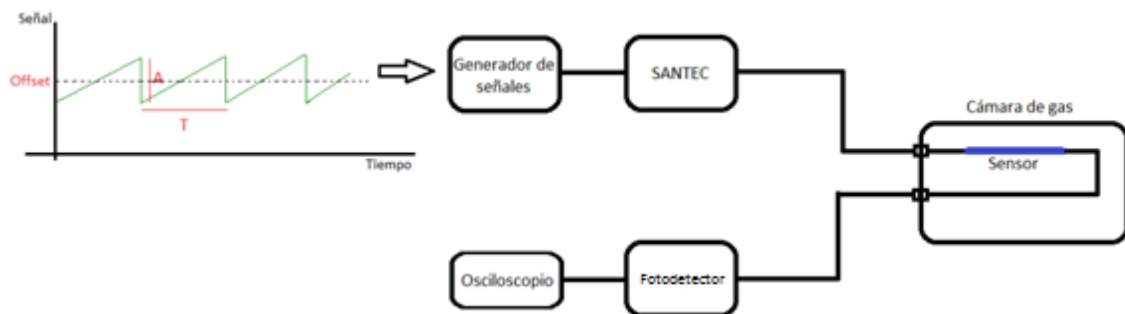 Señal
Offset
A
T
Tiempo
Generador de
señales
SANTEC
Cámara de gas
Sensor
Osciloscopio
Fotodetector